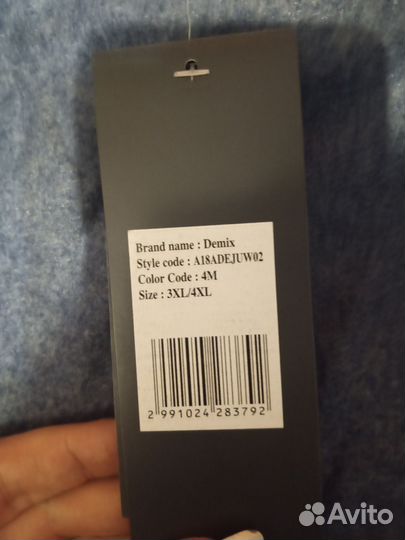 Brand name : Demix
Style code : A18ADEJUW02
Color Code : 4M
Size : 3XL/4XL
2 991024 283792
Avito